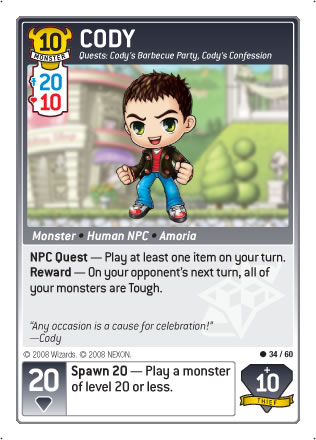 10 CODY
MONSTER
Quests: Cody's Barbecue Party, Cody's Confession
20
10
Monster • Human NPC • Amoria
NPC Quest — Play at least one item on your turn.
Reward — On your opponent's next turn, all of
your monsters are Tough.
"Any occasion is a cause for celebration!"
—Cody
© 2008 Wizards. © 2008 NEXON. ● 34 / 60
20 Spawn 20 — Play a monster
of level 20 or less.
+
10
THIEF